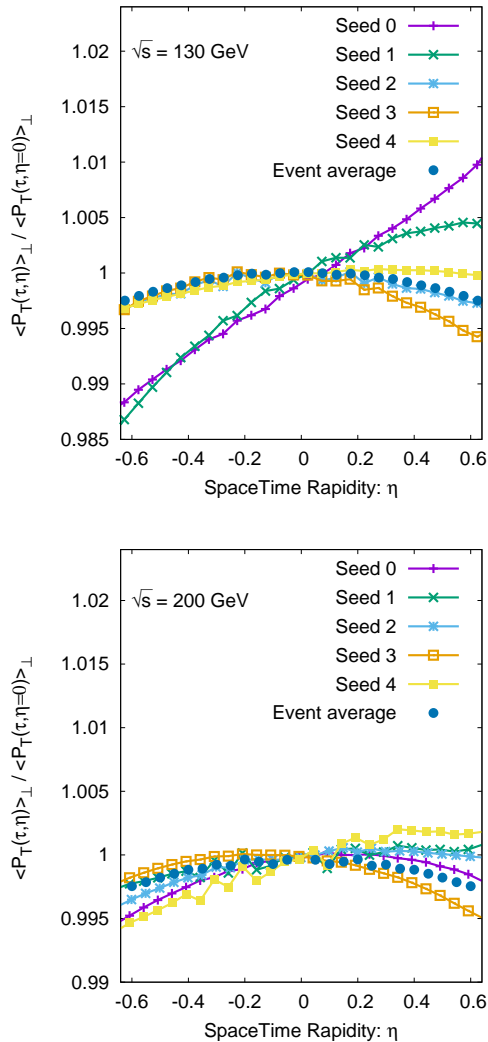 <P_T(τ,η)>_⊥ / <P_T(τ,η=0)>_⊥
1.02
1.015
1.01
1.005
1
0.995
0.99
0.985
√s = 130 GeV
Seed 0
Seed 1
Seed 2
Seed 3
Seed 4
Event average
-0.6 -0.4 -0.2 0 0.2 0.4 0.6
SpaceTime Rapidity: η
<P_T(τ,η)>_⊥ / <P_T(τ,η=0)>_⊥
1.02
1.015
1.01
1.005
1
0.995
0.99
√s = 200 GeV
Seed 0
Seed 1
Seed 2
Seed 3
Seed 4
Event average
-0.6 -0.4 -0.2 0 0.2 0.4 0.6
SpaceTime Rapidity: η